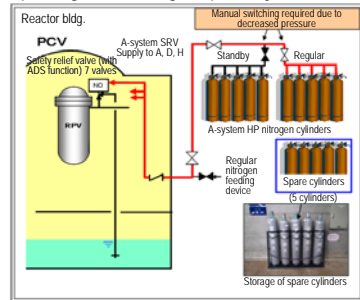 Reactor bldg.
Manual switching required due to
decreased pressure
PCV
A-system SRV
Supply to A, D, H
Standby
Regular
Safety relief valve (with
ADS function) 7 valves
NO
RPV
A-system HP nitrogen cylinders
Regular
nitrogen
feeding
device
Spare cylinders
(5 cylinders)
Storage of spare cylinders